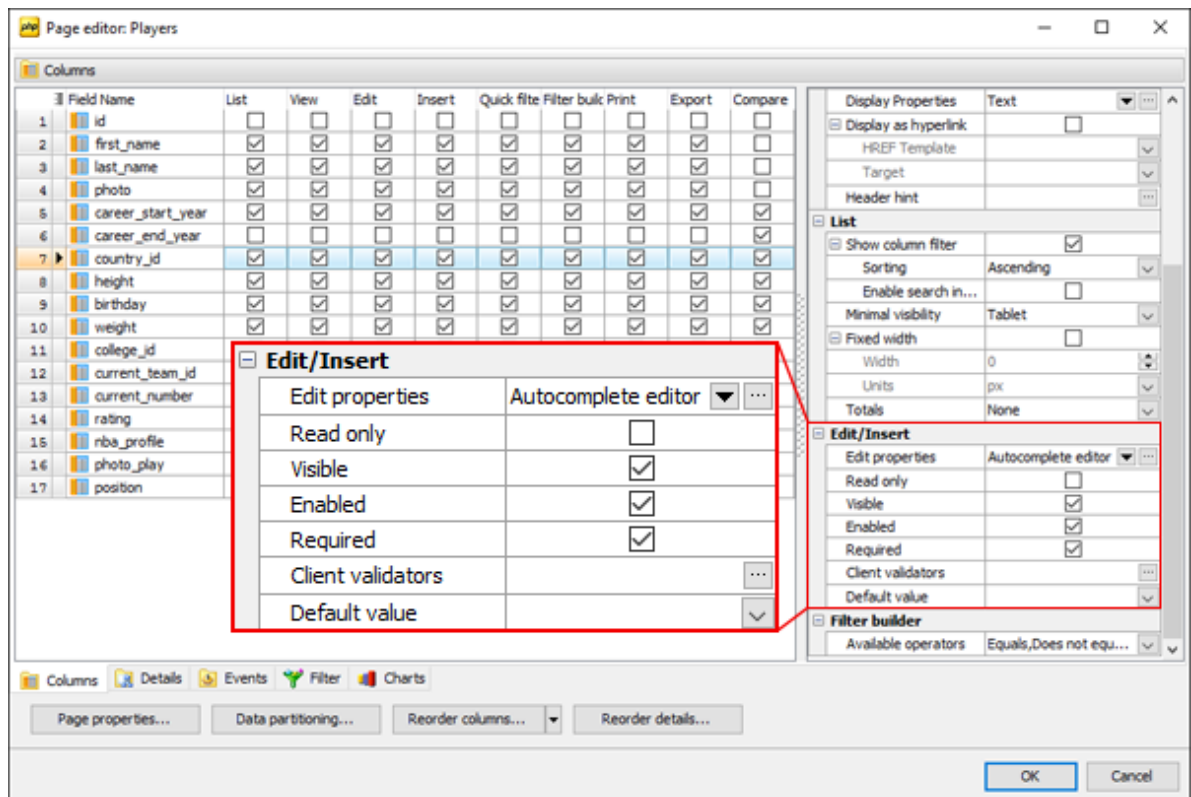 php Page editor: Players
Columns
Field Name List View Edit Insert Quick filte Filter builc Print Export Compare
1 id
2 first_name
3 last_name
4 photo
5 career_start_year
6 career_end_year
7 country_id
8 height
9 birthday
10 weight
11 college_id
12 current_team_id
13 current_number
14 rating
15 nba_profile
16 photo_play
17 position
Edit/Insert
Edit properties Autocomplete editor ...
Read only
Visible
Enabled
Required
Client validators ...
Default value
Display Properties Text ...
Display as hyperlink
HREF Template
Target
Header hint ...
List
Show column filter
Sorting Ascending
Enable search in...
Minimal visibility Tablet
Fixed width
Width 0
Units px
Totals None
Edit/Insert
Edit properties Autocomplete editor ...
Read only
Visible
Enabled
Required
Client validators ...
Default value
Filter builder
Available operators Equals,Does not equ...
Columns Details Events Filter Charts
Page properties... Data partitioning... Reorder columns... Reorder details...
OK Cancel